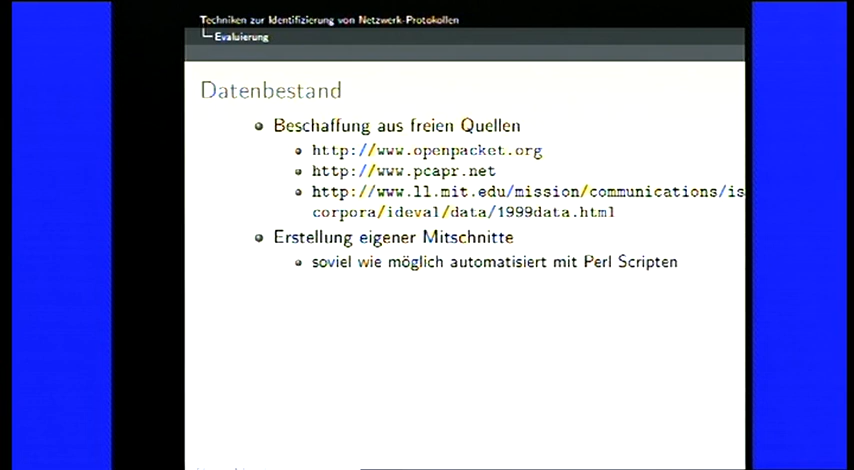 Techniken zur Identifizierung von Netzwerk-Protokollen
Evaluierung
Datenbestand
Beschaffung aus freien Quellen
http://www.openpacket.org
http://www.pcapr.net
http://www.ll.mit.edu/mission/communications/is
corpora/ideval/data/1999data.html
Erstellung eigener Mitschnitte
soviel wie möglich automatisiert mit Perl Scripten